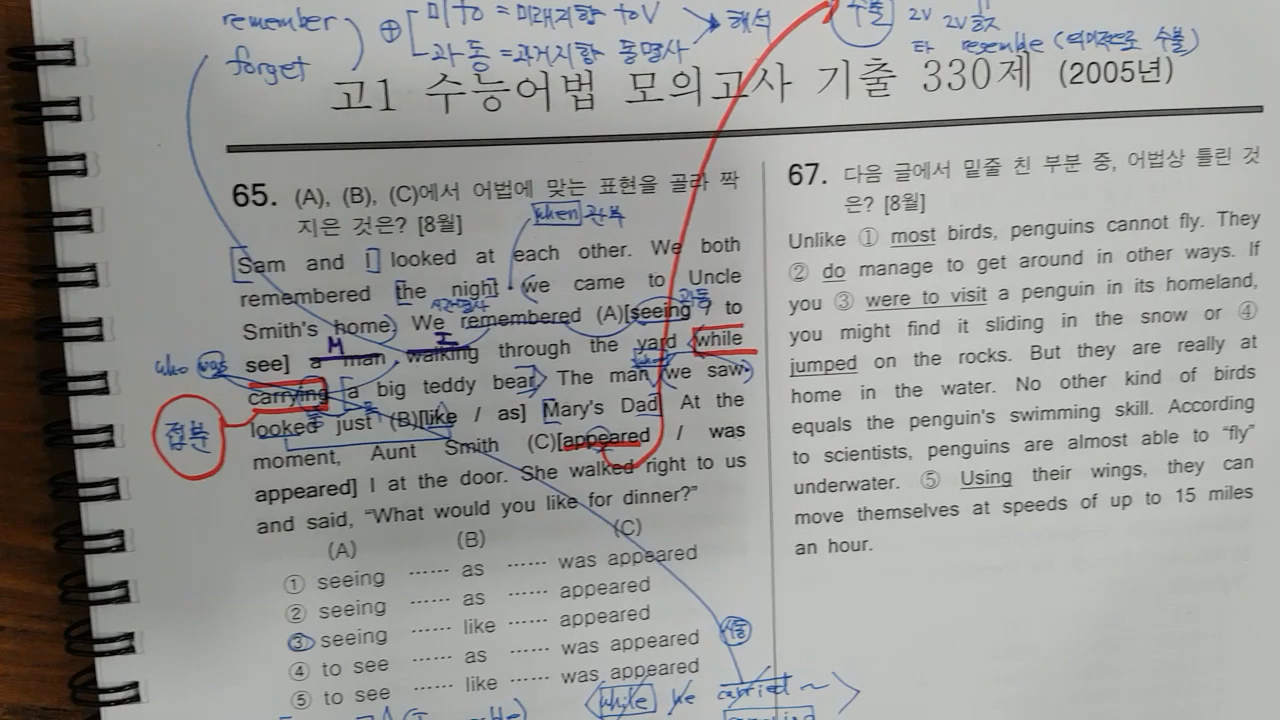 remember
forget
⊕
미 to = 미래지향 to V
과 동 = 과거지향 동명사
해석
수불
2V
타 resemble (예외적으로 수불)
고1 수능어법 모의고사 기출 330제 (2005년)
65. (A), (B), (C)에서 어법에 맞는 표현을 골라 짝
지은 것은? [8월]
when 관부
Sam and I looked at each other. We both
remembered the night we came to Uncle
Smith's home. We remembered (A)[seeing / to
see] a man walking through the yard while
carrying a big teddy bear. The man we saw
looked just (B)[like / as] Mary's Dad. At the
moment, Aunt Smith (C)[appeared / was
appeared] I at the door. She walked right to us
and said, “What would you like for dinner?”
who was
M
접분
(A) (B) (C)
① seeing ⋯⋯ as ⋯⋯ was appeared
② seeing ⋯⋯ as ⋯⋯ appeared
③ seeing ⋯⋯ like ⋯⋯ appeared
④ to see ⋯⋯ as ⋯⋯ was appeared
⑤ to see ⋯⋯ like ⋯⋯ was appeared
while he carried ~
67. 다음 글에서 밑줄 친 부분 중, 어법상 틀린 것
은? [8월]
Unlike ① most birds, penguins cannot fly. They
② do manage to get around in other ways. If
you ③ were to visit a penguin in its homeland,
you might find it sliding in the snow or ④
jumped on the rocks. But they are really at
home in the water. No other kind of birds
equals the penguin's swimming skill. According
to scientists, penguins are almost able to “fly”
underwater. ⑤ Using their wings, they can
move themselves at speeds of up to 15 miles
an hour.